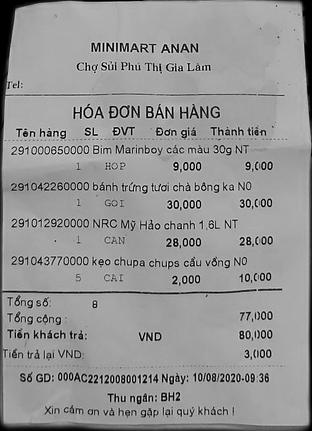 MINIMART ANAN
Chợ Sủi Phú Thị Gia Lâm
Tel:
HÓA ĐƠN BÁN HÀNG
Tên hàng SL ĐVT Đơn giá Thành tiền
291000650000 Bim Marinboy các màu 30g NT
1 HOP 9,000 9,000
291042260000 bánh trứng tươi chà bông ka N0
1 GOI 30,000 30,000
291012920000 NRC Mỹ Hảo chanh 1,6L NT
1 CAN 28,000 28,000
291043770000 kẹo chupa chups cầu vồng N0
5 CAI 2,000 10,000
Tổng số: 8
Tổng cộng : 77,000
Tiền khách trả: VND 80,000
Tiền trả lại VND: 3,000
Số GD: 000AC2212008001214 Ngày: 10/08/2020-09:36
Thu ngân: BH2
Xin cảm ơn và hẹn gặp lại quý khách !